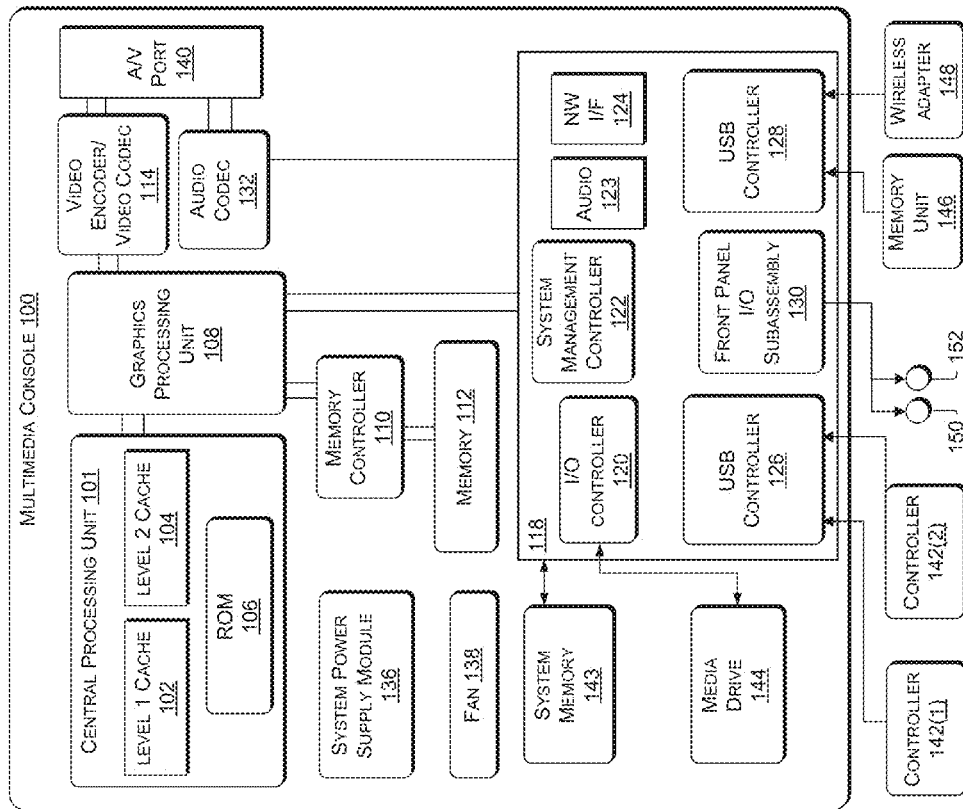 MULTIMEDIA CONSOLE 100
CENTRAL PROCESSING UNIT 101
LEVEL 1 CACHE
102
LEVEL 2 CACHE
104
ROM
106
GRAPHICS
PROCESSING
UNIT
108
VIDEO
ENCODER/
VIDEO CODEC
114
A/V
PORT
140
AUDIO
CODEC
132
MEMORY
CONTROLLER
110
MEMORY 112
SYSTEM POWER
SUPPLY MODULE
136
FAN 138
SYSTEM
MEMORY
143
MEDIA
DRIVE
144
118
I/O
CONTROLLER
120
SYSTEM
MANAGEMENT
CONTROLLER
122
AUDIO
123
NW
I/F
124
USB
CONTROLLER
126
FRONT PANEL
I/O
SUBASSEMBLY
130
USB
CONTROLLER
128
CONTROLLER
142(1)
CONTROLLER
142(2)
150
152
MEMORY
UNIT
146
WIRELESS
ADAPTER
148